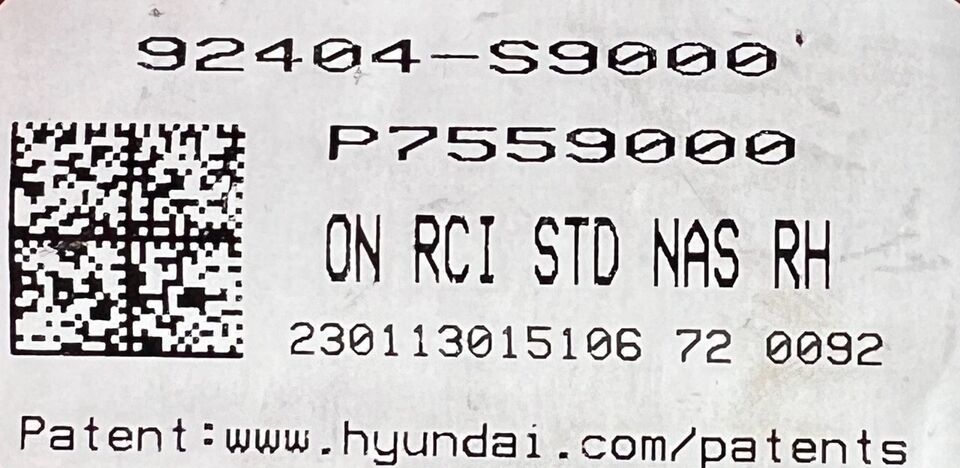 92404-S9000
P7559000
ON RCI STD NAS RH
230113015106 72 0092
Patent:www.hyundai.com/patents